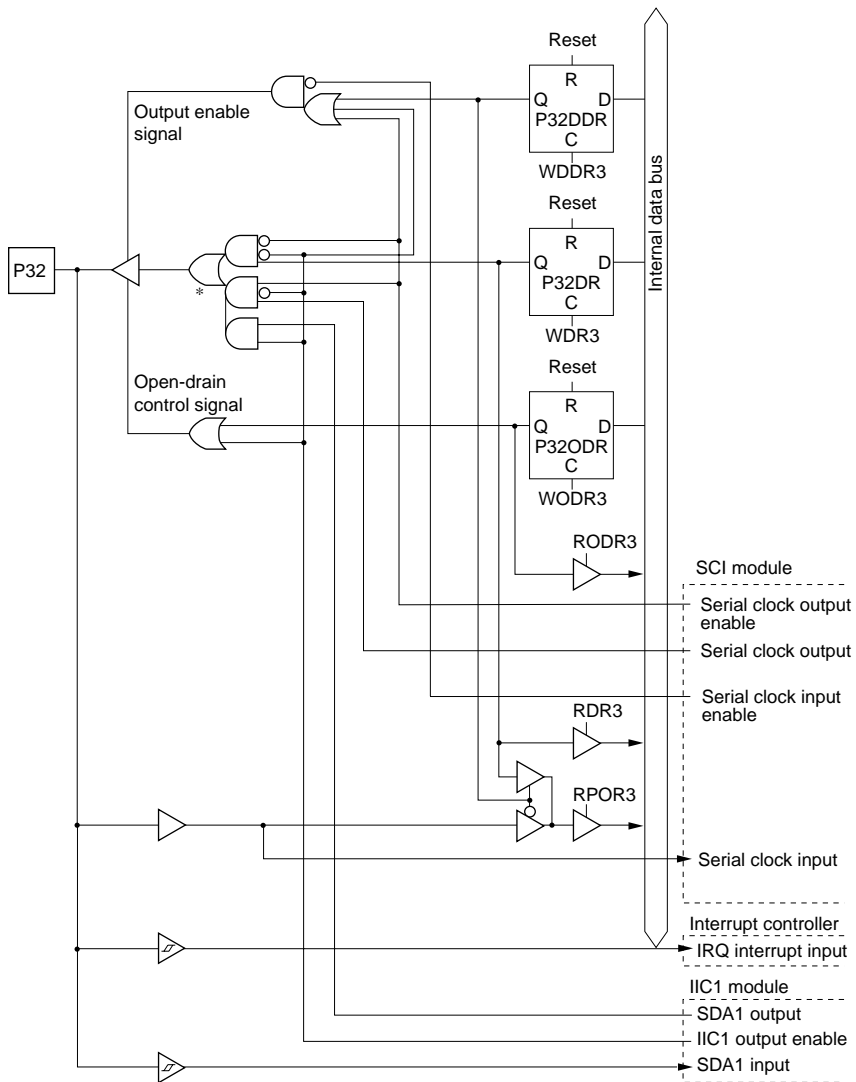 Reset
R
Q D
P32DDR
C
WDDR3
Output enable
signal
Internal data bus
Reset
R
Q D
P32DR
C
WDR3
P32
*
Reset
R
Q D
P32ODR
C
WODR3
Open-drain
control signal
RODR3
SCI module
Serial clock output
enable
Serial clock output
Serial clock input
enable
RDR3
RPOR3
Serial clock input
Interrupt controller
IRQ interrupt input
IIC1 module
SDA1 output
IIC1 output enable
SDA1 input